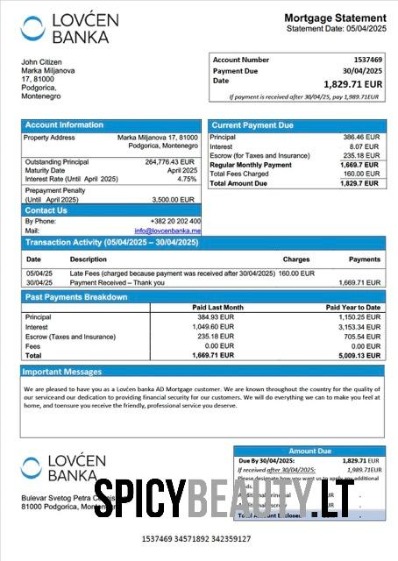 LOVĆEN
BANKA
Mortgage Statement
Statement Date: 05/04/2025
John Citizen
Marka Miljanova
17, 81000
Podgorica,
Montenegro
Account Number 1537469
Payment Due 30/04/2025
Date
1,829.71 EUR
if payment is received after 30/04/25, pay 1,989.71EUR
Account Information
Property Address Marka Miljanova 17, 81000
Podgorica, Montenegro
Outstanding Principal 264,776.43 EUR
Maturity Date April 2025
Interest Rate (Until April 2025) 4.75%
Prepayment Penalty
(Until April 2025) 3,500.00 EUR
Contact Us
By Phone: +382 20 202 400
Mail: info@lovcenbanka.me
Current Payment Due
Principal 386.46 EUR
Interest 8.07 EUR
Escrow (for Taxes and Insurance) 235.18 EUR
Regular Monthly Payment 1,669.7 EUR
Total Fees Charged 160.00 EUR
Total Amount Due 1,829.7 EUR
Transaction Activity (05/04/2025 – 30/04/2025)
Date Description Charges Payments
05/04/25 Late Fees (charged because payment was received after 30/04/2025) 160.00 EUR
30/04/25 Payment Received – Thank you 1,669.71 EUR
Past Payments Breakdown
Paid Last Month Paid Year to Date
Principal 384.93 EUR 1,150.25 EUR
Interest 1,049.60 EUR 3,153.34 EUR
Escrow (Taxes and Insurance) 235.18 EUR 705.54 EUR
Fees 0.00 EUR 0.00 EUR
Total 1,669.71 EUR 5,009.13 EUR
Important Messages
We are pleased to have you as a Lovćen banka AD Mortgage customer. We are known throughout the country for the quality of
our serviceand our dedication to providing financial security for our customers. We will do everything we can to make you feel at
home, and toensure you receive the friendly, professional service you deserve.
LOVĆEN
BANKA
Bulevar Svetog Petra
81000 Podgorica,
Amount Due
Due By 30/04/2025: 1,829.71 EUR
if received after 30/04/2025: 1,989.71EUR
Please designate how you want us to apply any additional
SPICYBEAUTY.LT
1537469 34571892 342359127